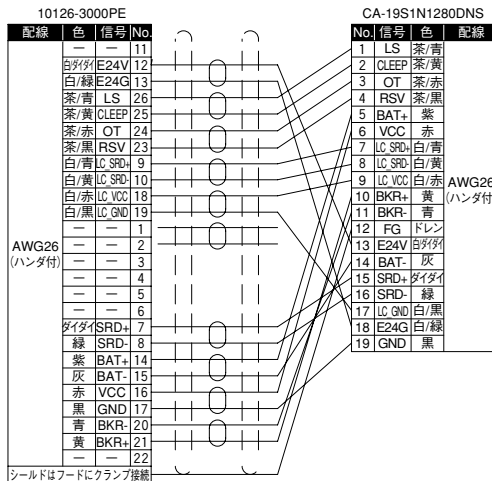 10126-3000PE
配線 色 信号 No.
— — 11
白/ダイダイ E24V 12
白/緑 E24G 13
茶/青 LS 26
茶/黄 CLEEP 25
茶/赤 OT 24
茶/黒 RSV 23
白/青 LC_SRD+ 9
白/黄 LC_SRD- 10
白/赤 LC_VCC 18
白/黒 LC_GND 19
— — 1
— — 2
— — 3
— — 4
— — 5
— — 6
ダイダイ SRD+ 7
緑 SRD- 8
紫 BAT+ 14
灰 BAT- 15
赤 VCC 16
黒 GND 17
青 BKR- 20
黄 BKR+ 21
— — 22
AWG26
(ハンダ付)
シールドはフードにクランプ接続
CA-19S1N1280DNS
No. 信号 色 配線
1 LS 茶/青
2 CLEEP 茶/黄
3 OT 茶/赤
4 RSV 茶/黒
5 BAT+ 紫
6 VCC 赤
7 LC_SRD+ 白/青
8 LC_SRD- 白/黄
9 LC_VCC 白/赤
10 BKR+ 黄
11 BKR- 青
12 FG ドレン
13 E24V 白/ダイダイ
14 BAT- 灰
15 SRD+ ダイダイ
16 SRD- 緑
17 LC_GND 白/黒
18 E24G 白/緑
19 GND 黒
AWG26
(ハンダ付